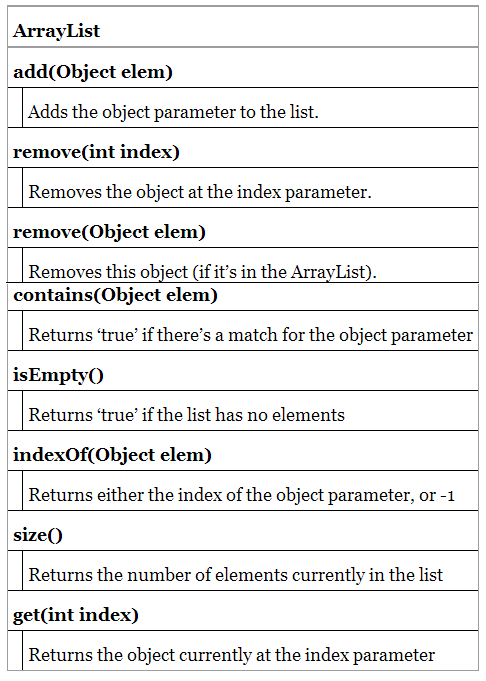 ArrayList
add(Object elem)
Adds the object parameter to the list.
remove(int index)
Removes the object at the index parameter.
remove(Object elem)
Removes this object (if it’s in the ArrayList).
contains(Object elem)
Returns ‘true’ if there’s a match for the object parameter
isEmpty()
Returns ‘true’ if the list has no elements
indexOf(Object elem)
Returns either the index of the object parameter, or -1
size()
Returns the number of elements currently in the list
get(int index)
Returns the object currently at the index parameter